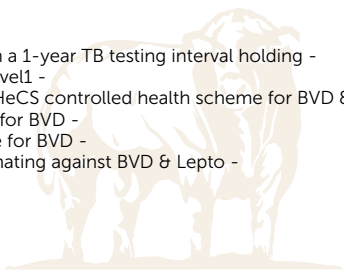 a 1-year TB testing interval holding -
vel1 -
HeCS controlled health scheme for BVD &
for BVD -
e for BVD -
nating against BVD & Lepto -